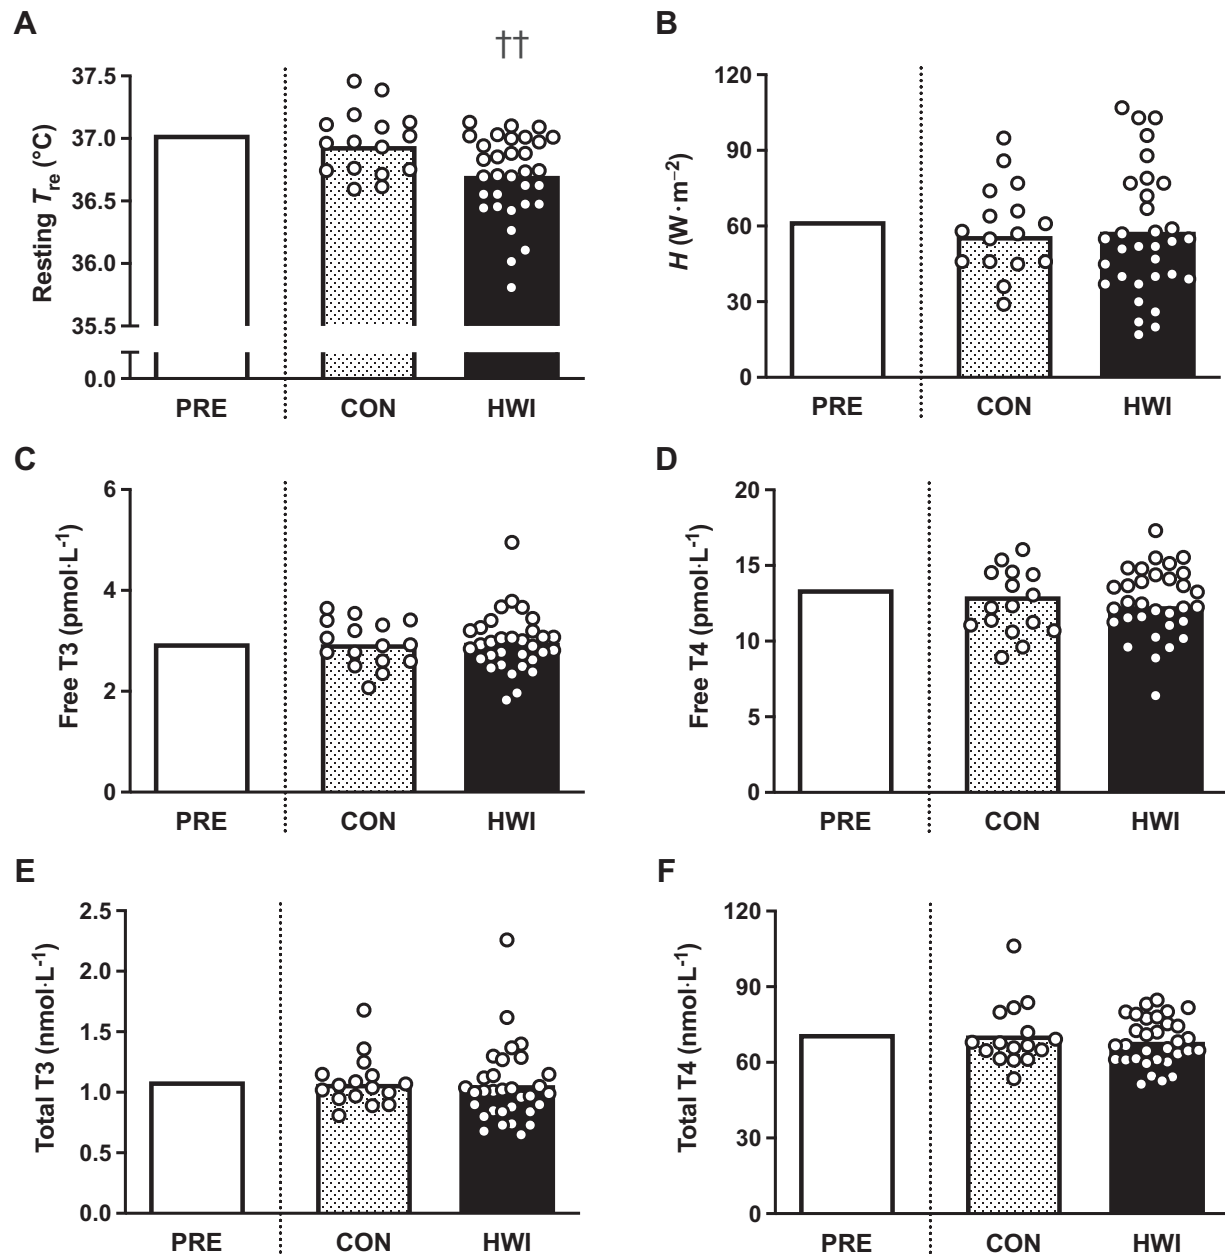 A
††
Resting Tre (°C)
37.5
37.0
36.5
36.0
35.5
0.0
PRE
CON
HWI
B
H (W·m−2)
120
90
60
30
0
PRE
CON
HWI
C
Free T3 (pmol·L-1)
6
4
2
0
PRE
CON
HWI
D
Free T4 (pmol·L-1)
20
15
10
5
0
PRE
CON
HWI
E
Total T3 (nmol·L-1)
2.5
2.0
1.5
1.0
0.5
0.0
PRE
CON
HWI
F
Total T4 (nmol·L-1)
120
90
60
30
0
PRE
CON
HWI